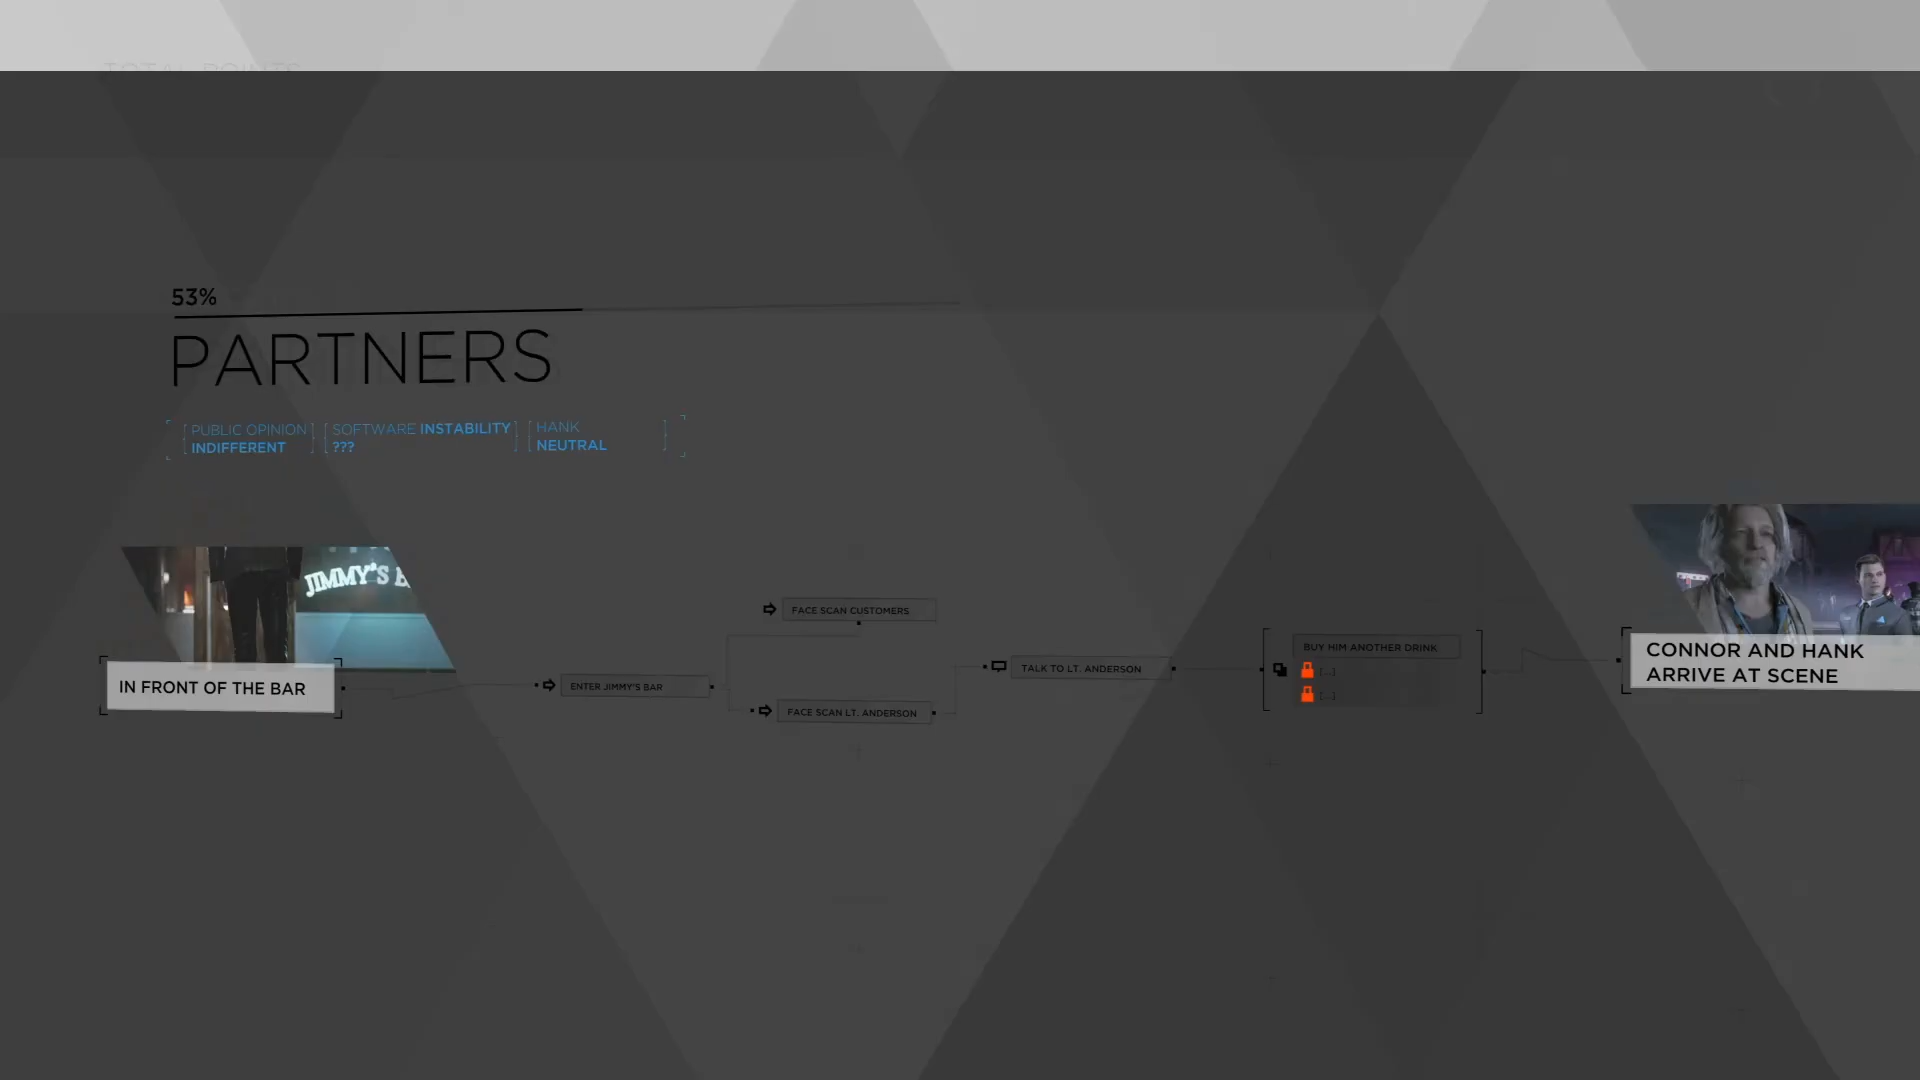 TOTAL POINTS
53%
PARTNERS
PUBLIC OPINION
INDIFFERENT
SOFTWARE INSTABILITY
???
HANK
NEUTRAL
JIMMY'S B
IN FRONT OF THE BAR
ENTER JIMMY'S BAR
FACE SCAN CUSTOMERS
FACE SCAN LT. ANDERSON
TALK TO LT. ANDERSON
BUY HIM ANOTHER DRINK
[...]
[...]
CONNOR AND HANK
ARRIVE AT SCENE